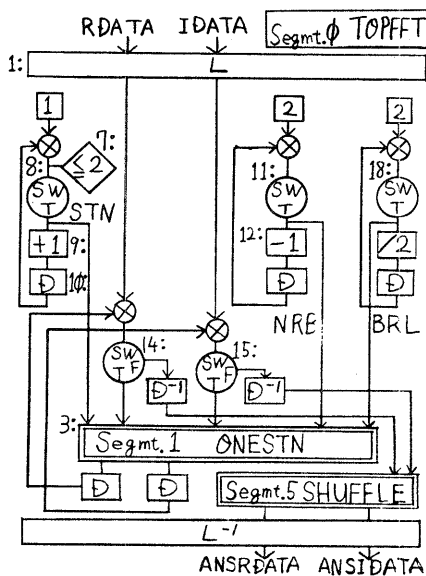 RDATA IDATA
Segmt.φ TOPFFT
1: L
1 2 2
7:
≤2
8: SW T STN
11: SW T
18: SW T
+1 9:
12: -1
/2
D 1φ:
D
D
NRE BRL
SW T F 14:
SW T F 15:
D⁻¹
D⁻¹
3: Segmt.1 ONESTN
D D
Segmt.5 SHUFFLE
L⁻¹
ANSRDATA ANSIDATA